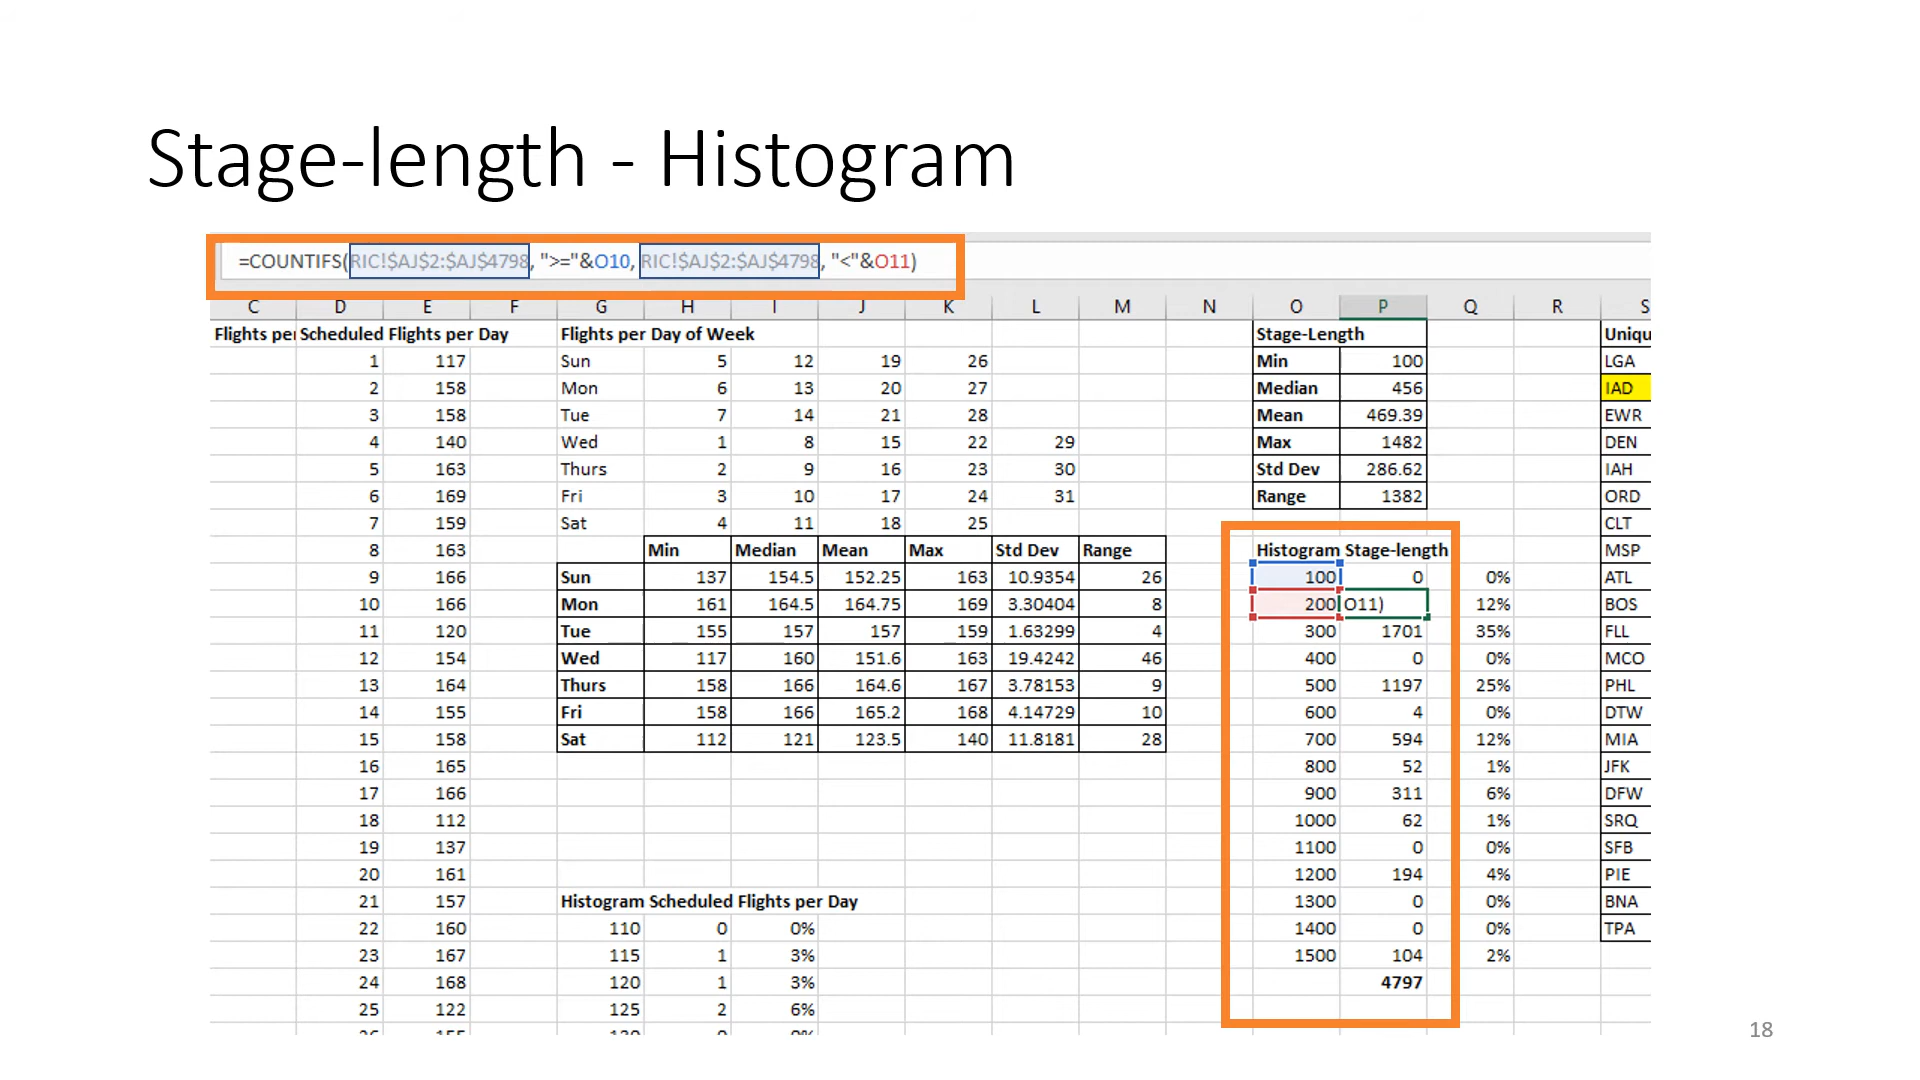 Stage-length - Histogram
=COUNTIFS(RIC!$AJ$2:$AJ$4798, ">="&O10, RIC!$AJ$2:$AJ$4798, "<"&O11)
C D E F G H I J K L M N O P Q R S
Flights per Scheduled Flights per Day Flights per Day of Week Stage-Length Uniqu
1 117 Sun 5 12 19 26 Min 100 LGA
2 158 Mon 6 13 20 27 Median 456 IAD
3 158 Tue 7 14 21 28 Mean 469.39 EWR
4 140 Wed 1 8 15 22 29 Max 1482 DEN
5 163 Thurs 2 9 16 23 30 Std Dev 286.62 IAH
6 169 Fri 3 10 17 24 31 Range 1382 ORD
7 159 Sat 4 11 18 25 CLT
8 163 Min Median Mean Max Std Dev Range Histogram Stage-length MSP
9 166 Sun 137 154.5 152.25 163 10.9354 26 100 0 0% ATL
10 166 Mon 161 164.5 164.75 169 3.30404 8 200 O11) 12% BOS
11 120 Tue 155 157 157 159 1.63299 4 300 1701 35% FLL
12 154 Wed 117 160 151.6 163 19.4242 46 400 0 0% MCO
13 164 Thurs 158 166 164.6 167 3.78153 9 500 1197 25% PHL
14 155 Fri 158 166 165.2 168 4.14729 10 600 4 0% DTW
15 158 Sat 112 121 123.5 140 11.8181 28 700 594 12% MIA
16 165 800 52 1% JFK
17 166 900 311 6% DFW
18 112 1000 62 1% SRQ
19 137 1100 0 0% SFB
20 161 1200 194 4% PIE
21 157 Histogram Scheduled Flights per Day 1300 0 0% BNA
22 160 110 0 0% 1400 0 0% TPA
23 167 115 1 3% 1500 104 2%
24 168 120 1 3% 4797
25 122 125 2 6%
18